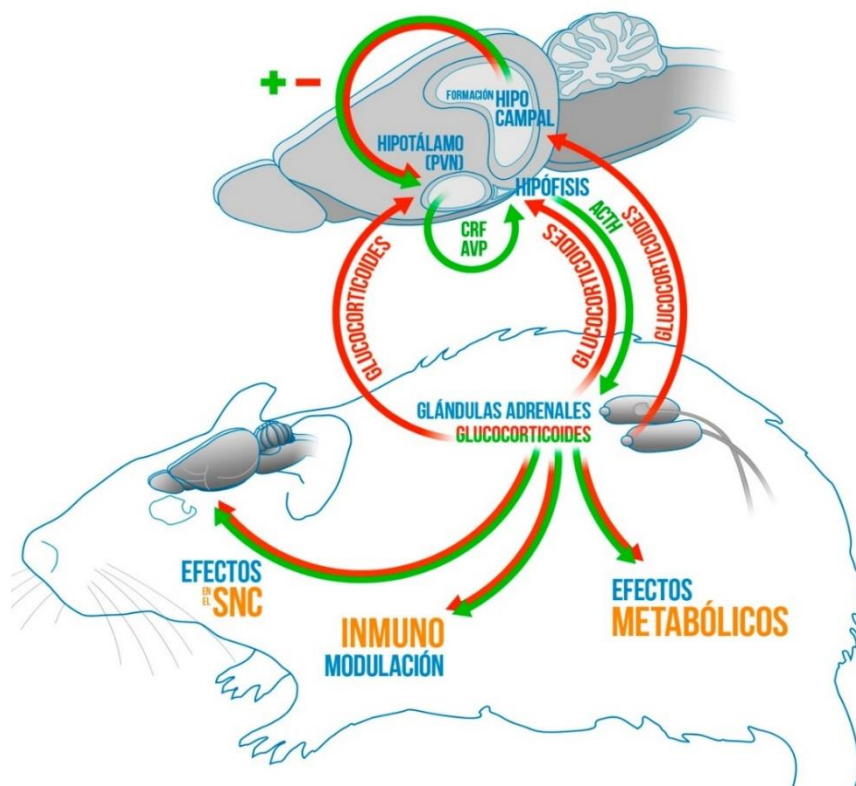 + -
FORMACIÓN HIPO
CAMPAL
HIPOTÁLAMO
(PVN)
HIPÓFISIS
CRF
AVP
ACTH
GLUCOCORTICOIDES
GLUCOCORTICOIDES
GLUCOCORTICOIDES
GLÁNDULAS ADRENALES
GLUCOCORTICOIDES
EFECTOS
EN EL SNC
INMUNO
MODULACIÓN
EFECTOS
METABÓLICOS